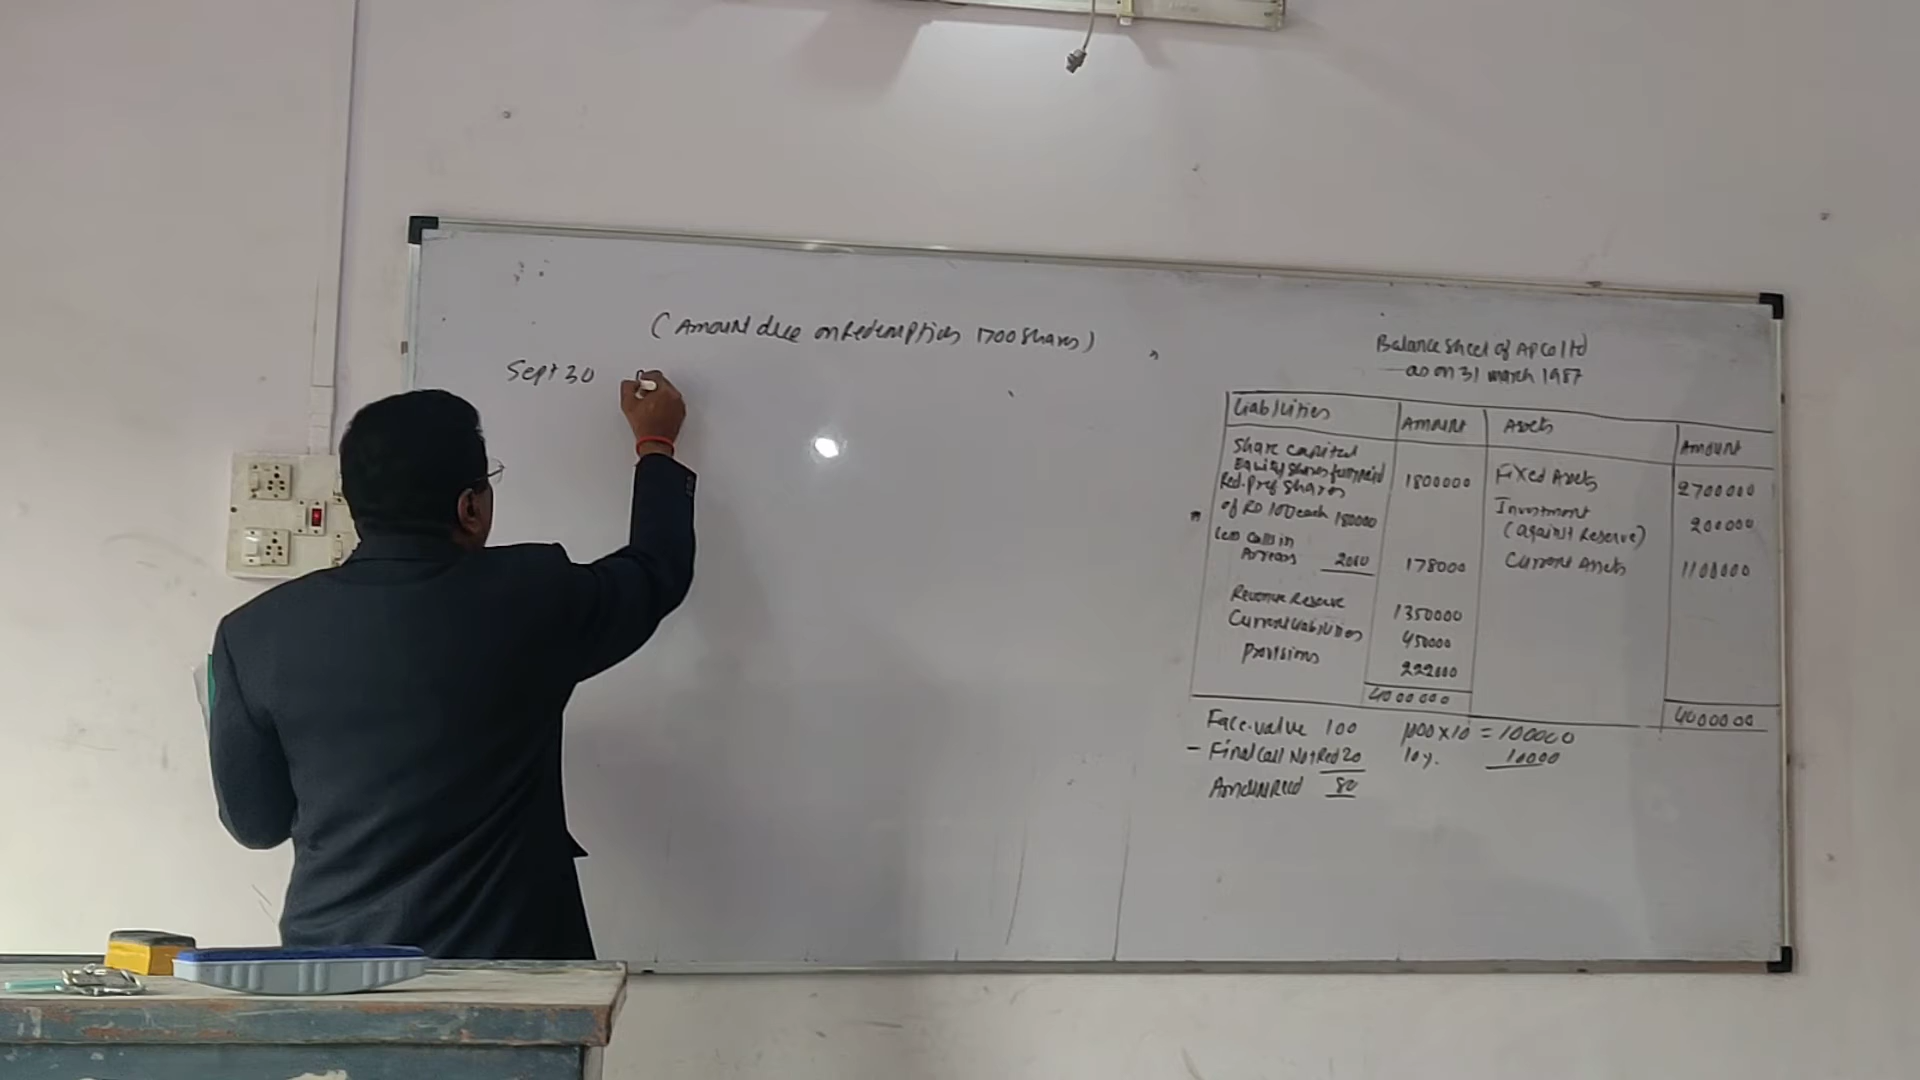 (Amount due on Redemption 1700 Shares)
Sept 30
Balance Sheet of AP Co ltd
as on 31 March 1987
Liabilities Amount Assets Amount
Share capital
Equity shares fully paid 1800000 Fixed Assets 2700000
Red. Pref Shares
of Rs 100 each 180000
Investment
(against Reserve) 200000
Less calls in
Arrears 2000 178000 Current Assets 1100000
Revenue Reserve 1350000
Current liabilities 450000
Provisions 222000
4000000 4000000
Face value 100 1000 x 10 = 100000
- Final Call Not Red 20 10%. 10000
Amount Recd 80